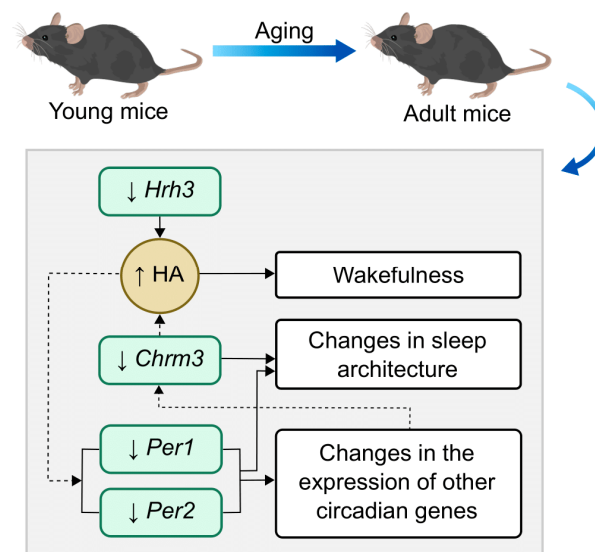 Aging
Young mice
Adult mice
↓ Hrh3
↑ HA
Wakefulness
↓ Chrm3
Changes in sleep
architecture
↓ Per1
↓ Per2
Changes in the
expression of other
circadian genes